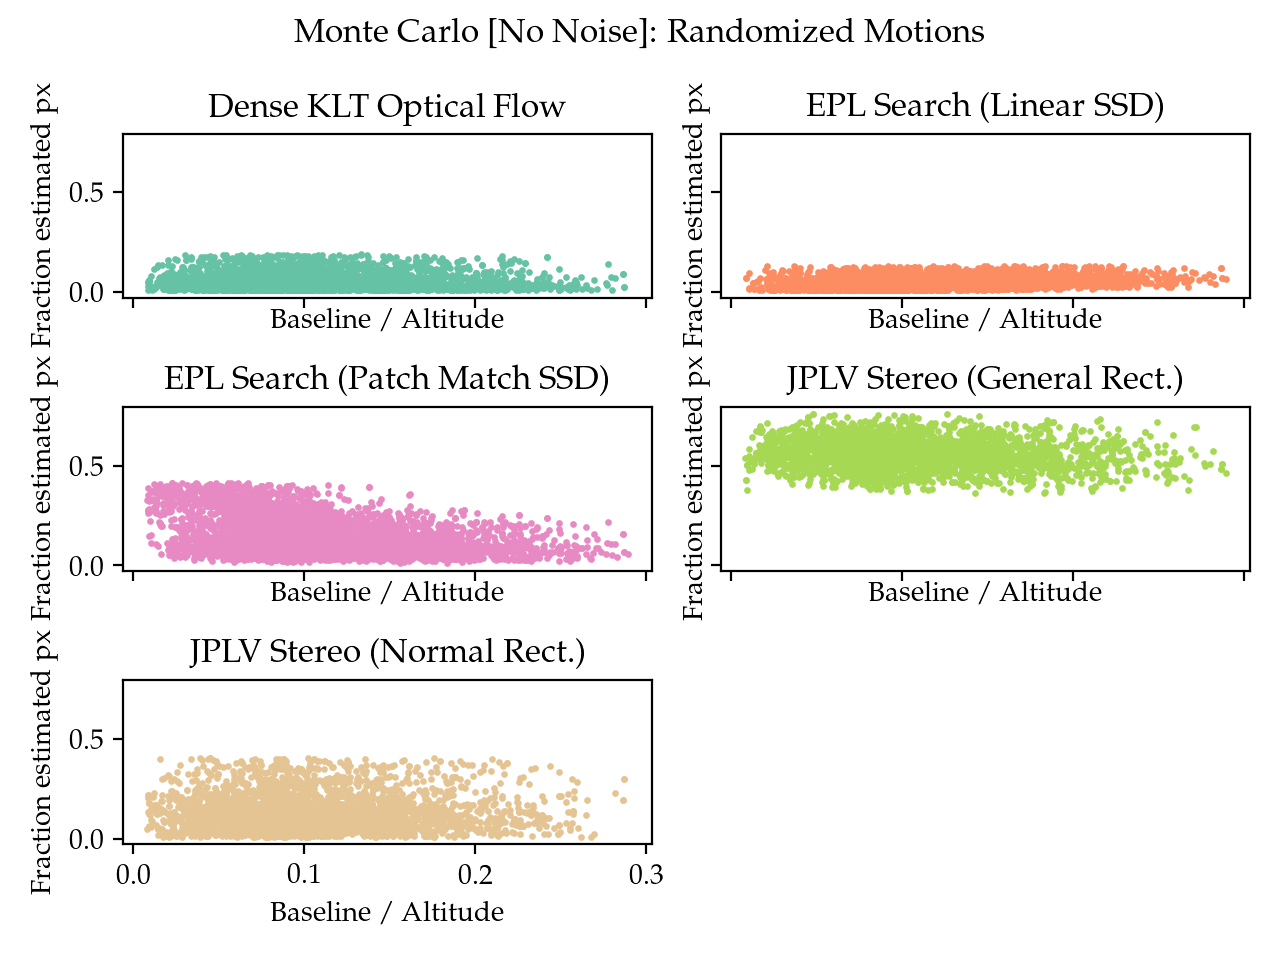 Monte Carlo [No Noise]: Randomized Motions
Dense KLT Optical Flow
Fraction estimated px
0.5
0.0
Baseline / Altitude
EPL Search (Linear SSD)
Fraction estimated px
Baseline / Altitude
EPL Search (Patch Match SSD)
Fraction estimated px
0.5
0.0
Baseline / Altitude
JPLV Stereo (General Rect.)
Fraction estimated px
Baseline / Altitude
JPLV Stereo (Normal Rect.)
Fraction estimated px
0.5
0.0
0.0 0.1 0.2 0.3
Baseline / Altitude